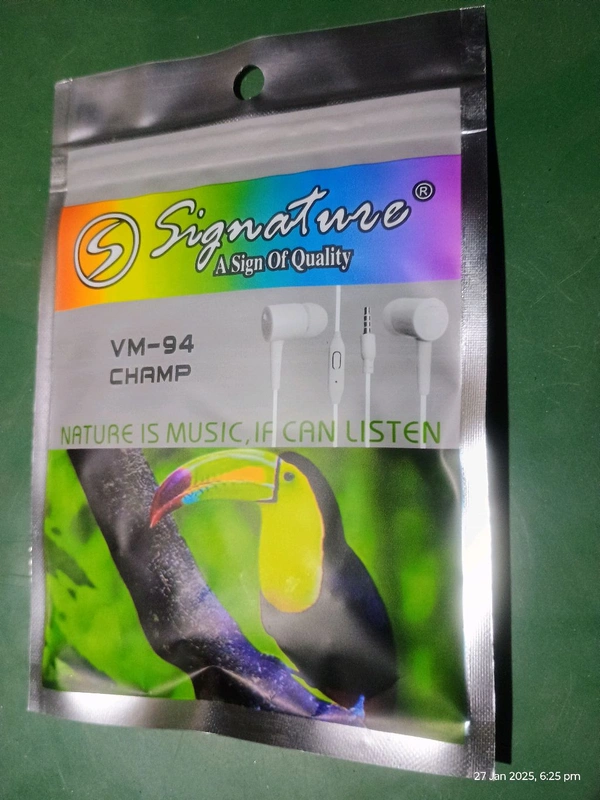 Signature®
A Sign Of Quality
VM-94
CHAMP
NATURE IS MUSIC, IF CAN LISTEN
27 Jan 2025, 6:25 pm